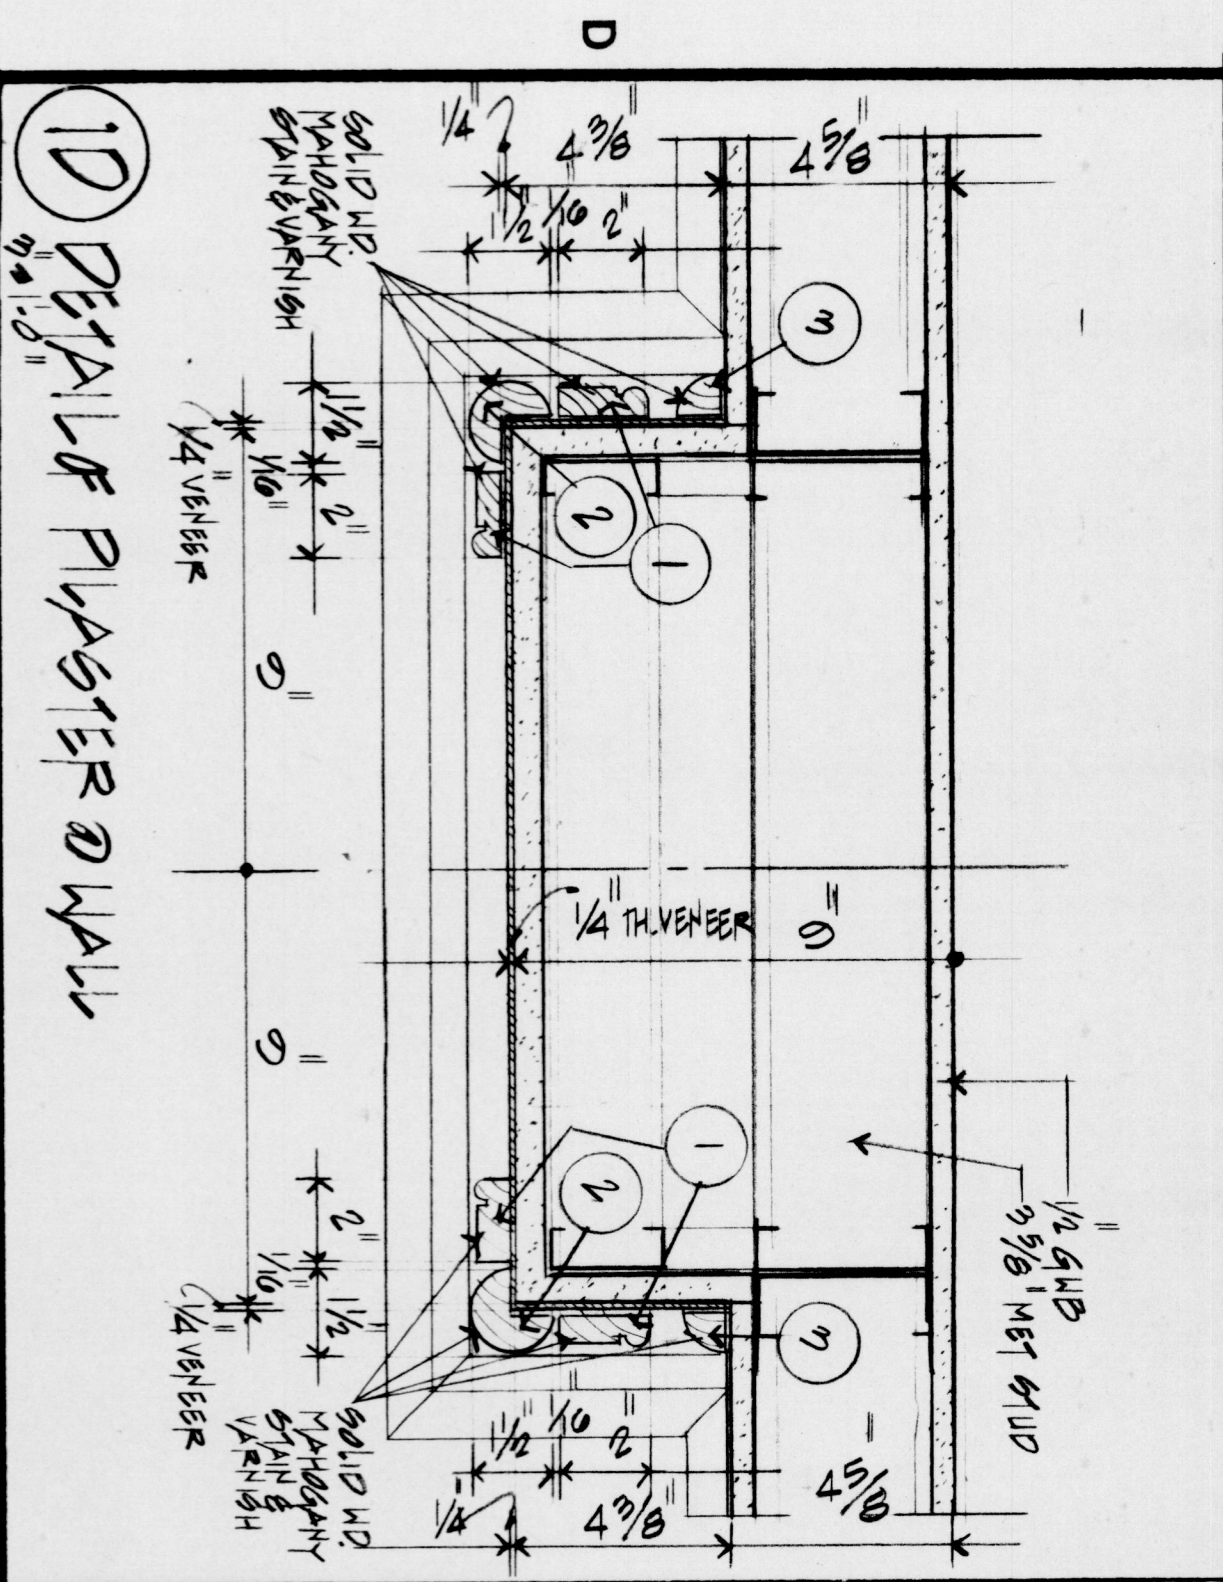 D
1D
DETAIL OF PILASTER @ WALL
3" = 1'-0"
SOLID WD.
MAHOGANY
STAIN & VARNISH
1/4"
4 3/8"
4 5/8"
1 1/2"
1/16"
2"
3
2
1
1 1/2"
1/16"
2"
1/4" VENEER
9"
1/4" TH. VENEER
9"
9"
1
2
3
2"
1/16"
1 1/2"
1/4" VENEER
1/2" GWB
3 5/8" MET STUD
SOLID WD.
MAHOGANY
STAIN &
VARNISH
1 1/2"
1/16"
2"
1/4"
4 3/8"
4 5/8"